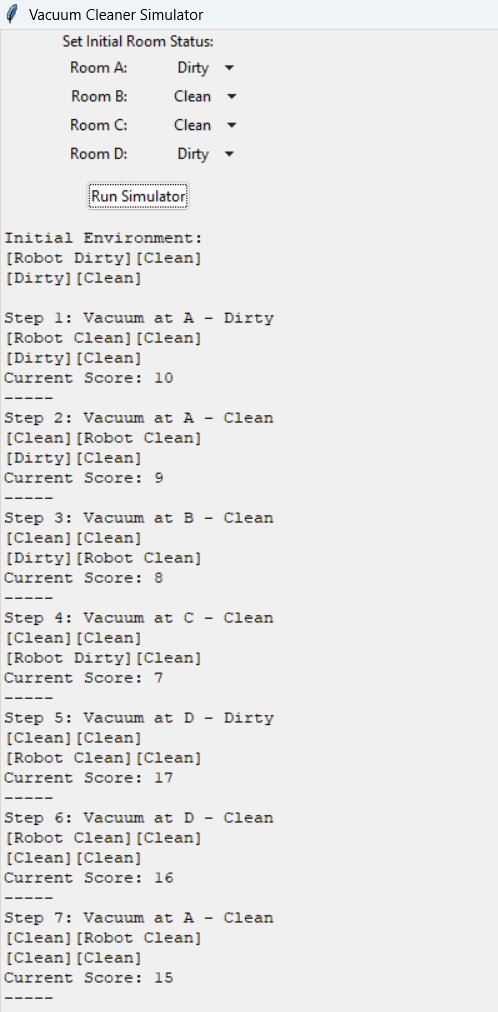 Vacuum Cleaner Simulator
Set Initial Room Status:
Room A: Dirty
Room B: Clean
Room C: Clean
Room D: Dirty
Run Simulator
Initial Environment:
[Robot Dirty][Clean]
[Dirty][Clean]
Step 1: Vacuum at A - Dirty
[Robot Clean][Clean]
[Dirty][Clean]
Current Score: 10
-----
Step 2: Vacuum at A - Clean
[Clean][Robot Clean]
[Dirty][Clean]
Current Score: 9
-----
Step 3: Vacuum at B - Clean
[Clean][Clean]
[Dirty][Robot Clean]
Current Score: 8
-----
Step 4: Vacuum at C - Clean
[Clean][Clean]
[Robot Dirty][Clean]
Current Score: 7
-----
Step 5: Vacuum at D - Dirty
[Clean][Clean]
[Robot Clean][Clean]
Current Score: 17
-----
Step 6: Vacuum at D - Clean
[Robot Clean][Clean]
[Clean][Clean]
Current Score: 16
-----
Step 7: Vacuum at A - Clean
[Clean][Robot Clean]
[Clean][Clean]
Current Score: 15
-----